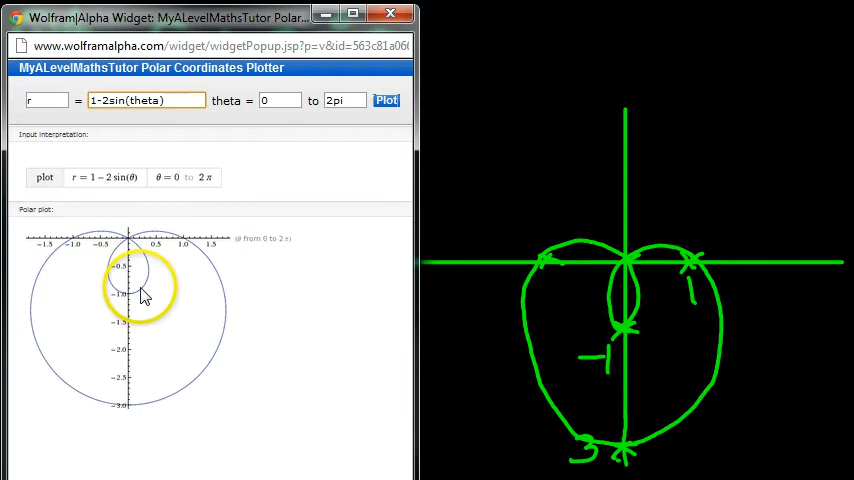 Wolfram|Alpha Widget: MyALevelMathsTutor Polar...
www.wolframalpha.com/widget/widgetPopup.jsp?p=v&id=563c81a060
MyALevelMathsTutor Polar Coordinates Plotter
r = 1-2sin(theta) theta = 0 to 2pi Plot
Input interpretation:
plot r = 1 − 2 sin(θ) θ = 0 to 2 π
Polar plot:
(θ from 0 to 2 π)
−1.5 −1.0 −0.5 0.5 1.0 1.5
−0.5
−1.0
−1.5
−2.0
−2.5
−3.0
1
−1
3